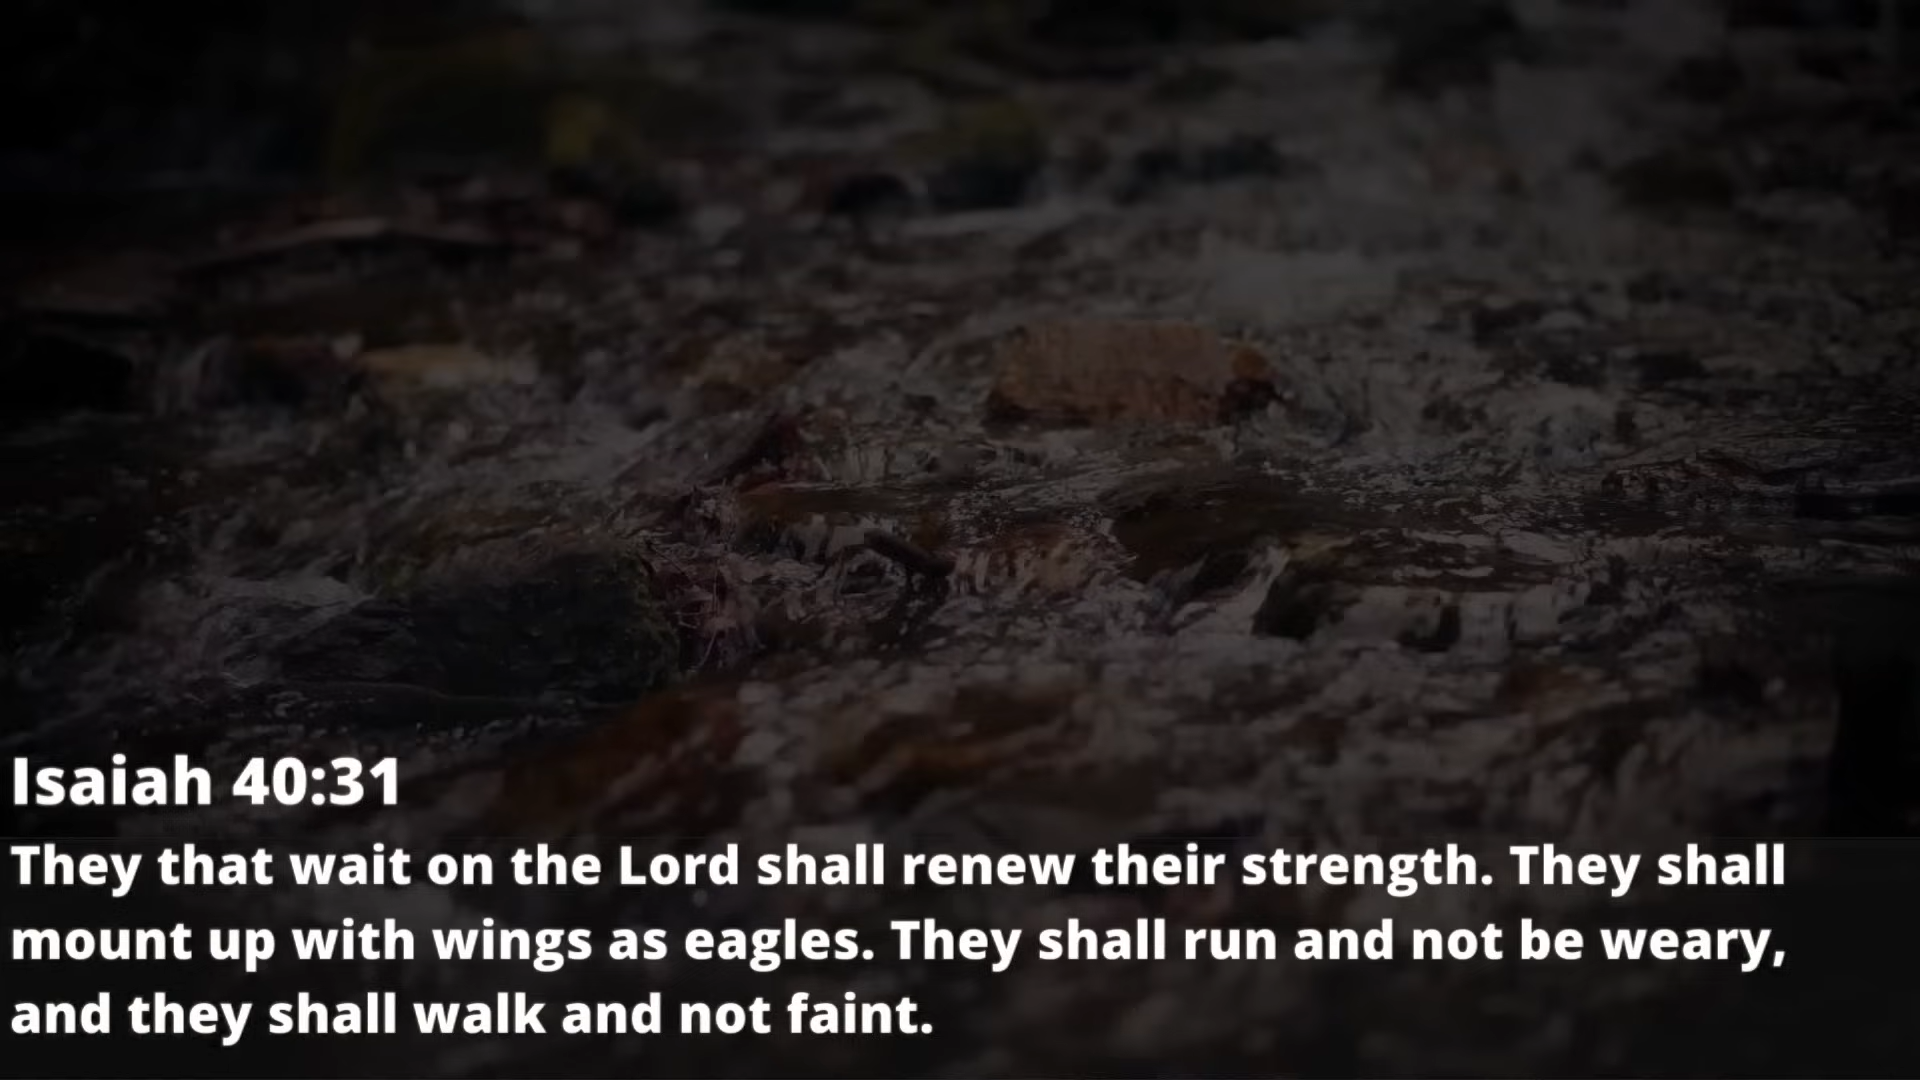 Isaiah 40:31
They that wait on the Lord shall renew their strength. They shall
mount up with wings as eagles. They shall run and not be weary,
and they shall walk and not faint.